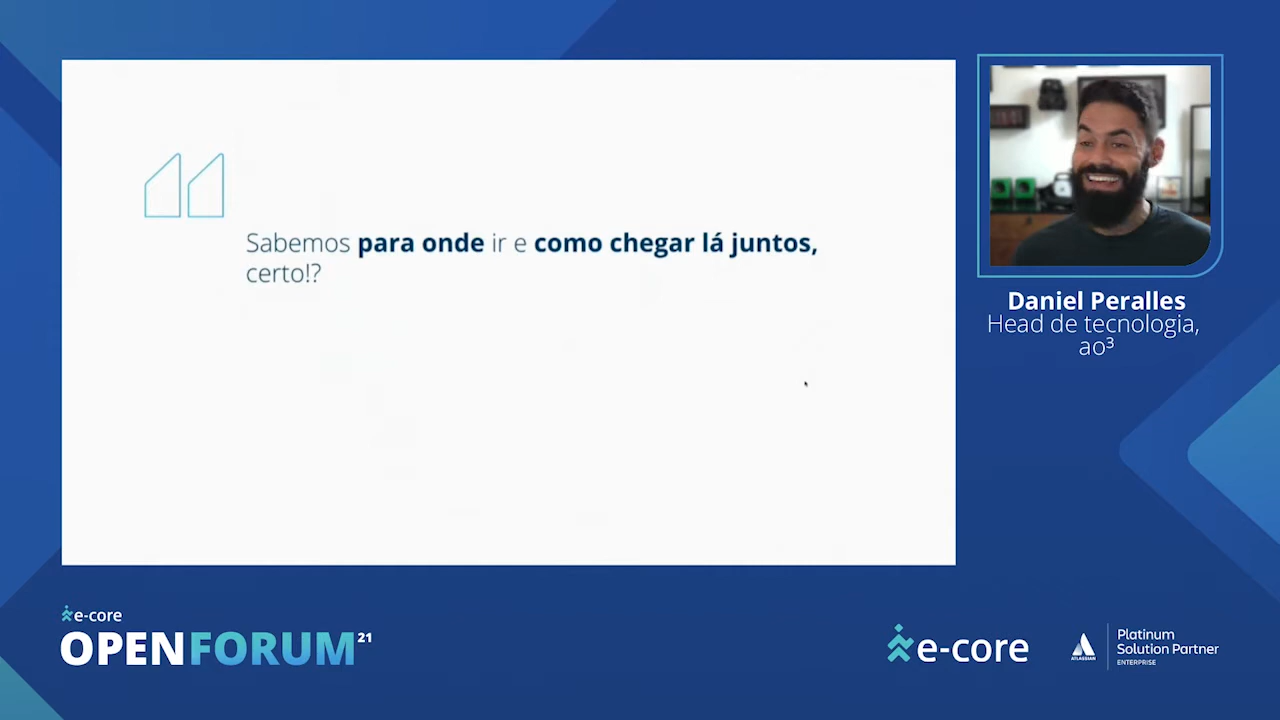 Sabemos para onde ir e como chegar lá juntos,
certo!?
Daniel Peralles
Head de tecnologia,
ao³
e-core
OPENFORUM²¹
e-core
ATLASSIAN
Platinum
Solution Partner
ENTERPRISE